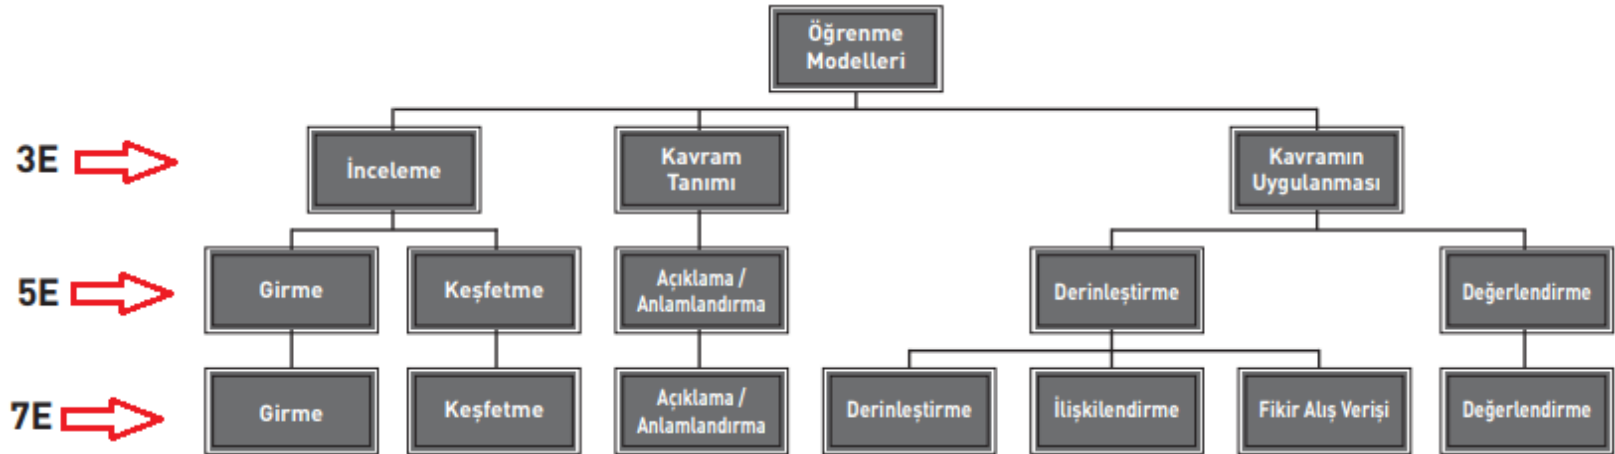 Öğrenme
Modelleri
3E
İnceleme
Kavram
Tanımı
Kavramın
Uygulanması
5E
Girme
Keşfetme
Açıklama /
Anlamlandırma
Derinleştirme
Değerlendirme
7E
Girme
Keşfetme
Açıklama /
Anlamlandırma
Derinleştirme
İlişkilendirme
Fikir Alış Verişi
Değerlendirme